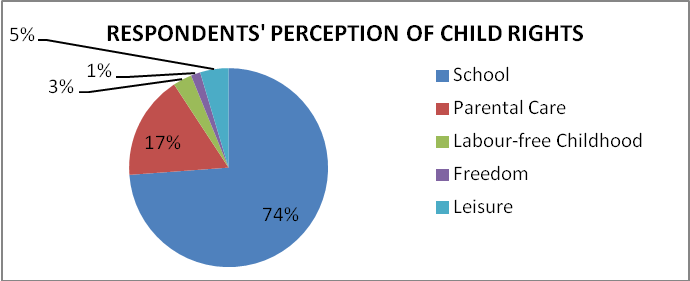 RESPONDENTS' PERCEPTION OF CHILD RIGHTS
5%
1%
3%
17%
74%
School
Parental Care
Labour-free Childhood
Freedom
Leisure